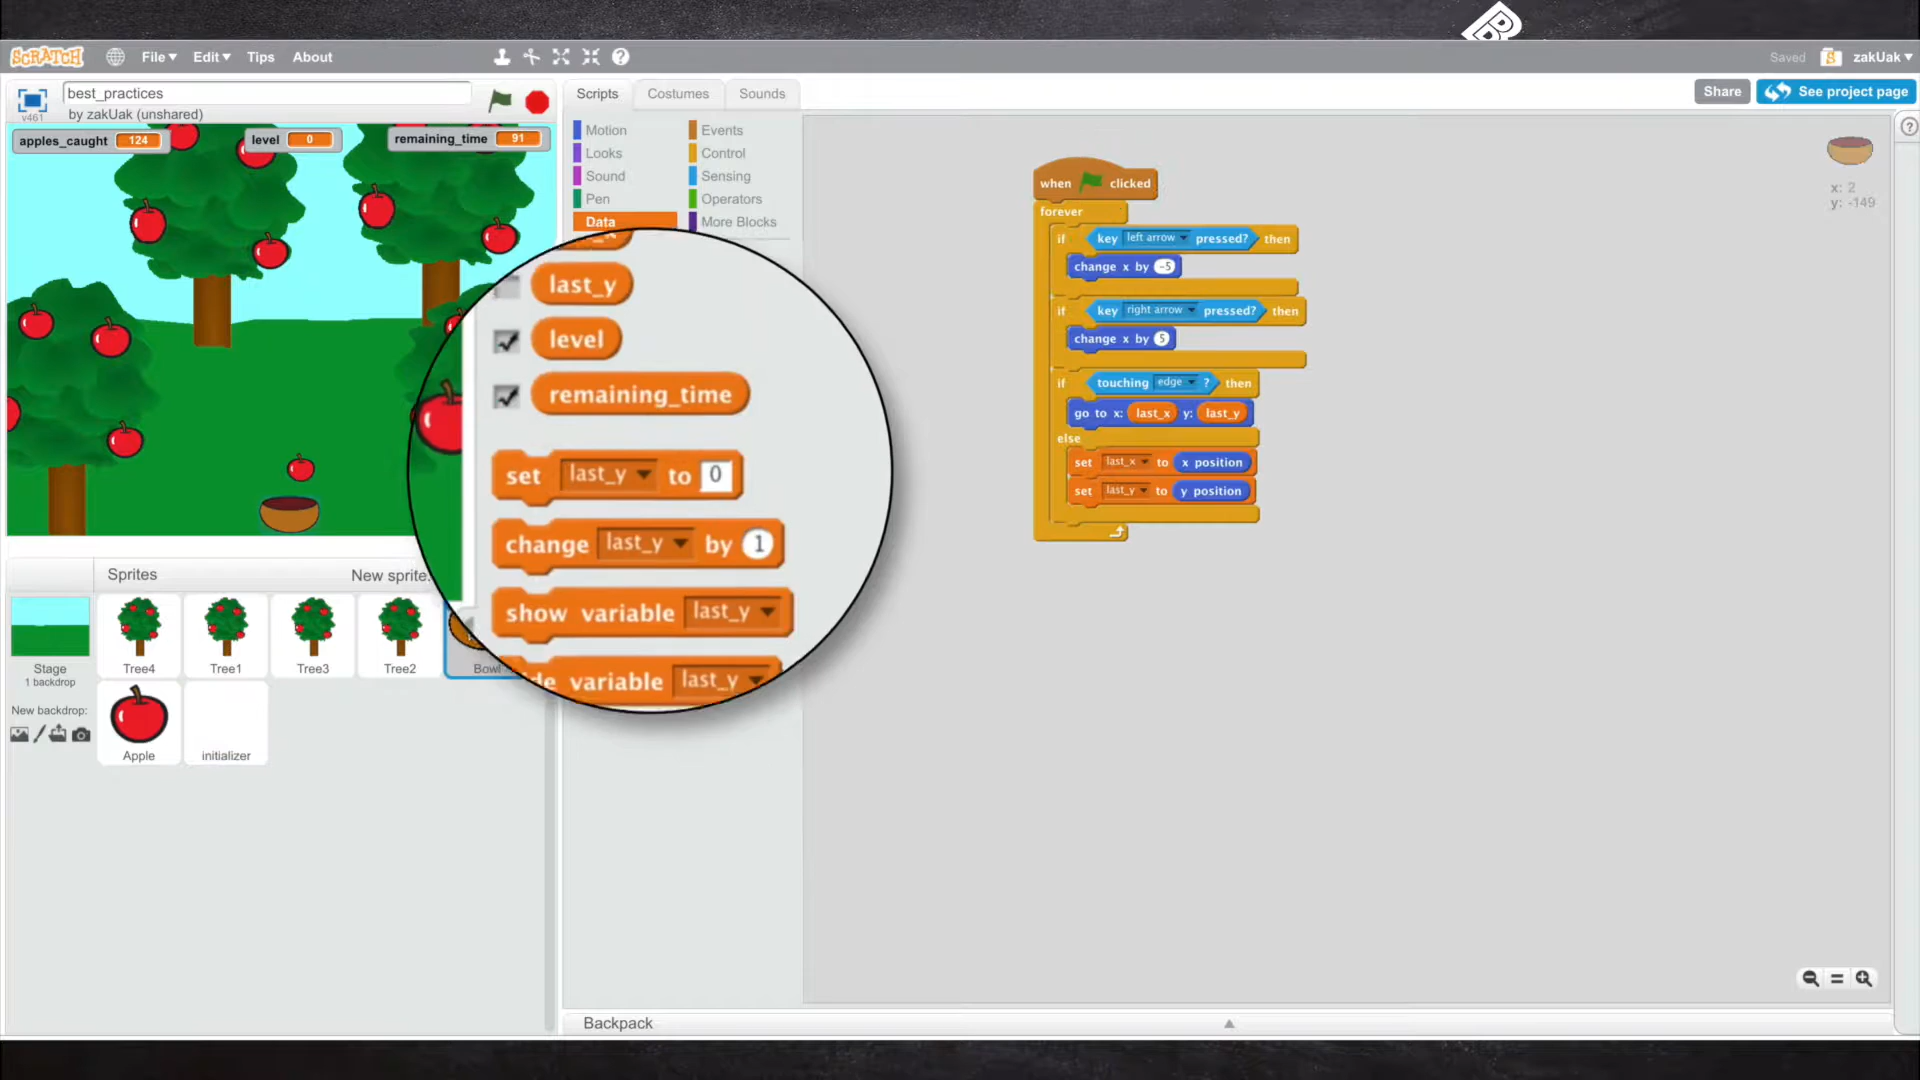 SCRATCH File Edit Tips About Saved zakUak
best_practices
by zakUak (unshared)
v461
Scripts Costumes Sounds
Share See project page
apples_caught 124 level 0 remaining_time 91
Motion Events
Looks Control
Sound Sensing
Pen Operators
Data More Blocks
last_y
level
remaining_time
set last_y to 0
change last_y by 1
show variable last_y
variable last_y
when clicked
forever
if key left arrow pressed? then
change x by -5
if key right arrow pressed? then
change x by 5
if touching edge ? then
go to x: last_x y: last_y
else
set last_x to x position
set last_y to y position
x: 2
y: -149
Sprites New sprite:
Stage
1 backdrop
New backdrop:
Tree4 Tree1 Tree3 Tree2 Bowl
Apple initializer
Backpack